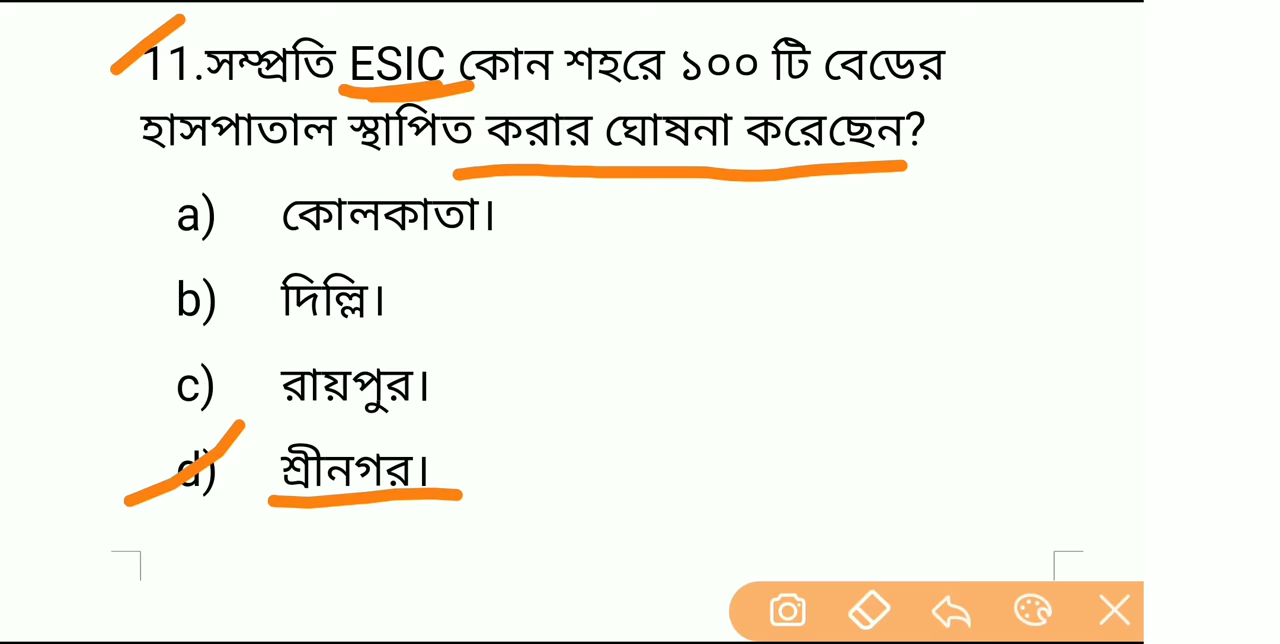 11.সম্প্রতি ESIC কোন শহরে ১০০ টি বেডের
হাসপাতাল স্থাপিত করার ঘোষনা করেছেন?
a) কোলকাতা।
b) দিল্লি।
c) রায়পুর।
d) শ্রীনগর।